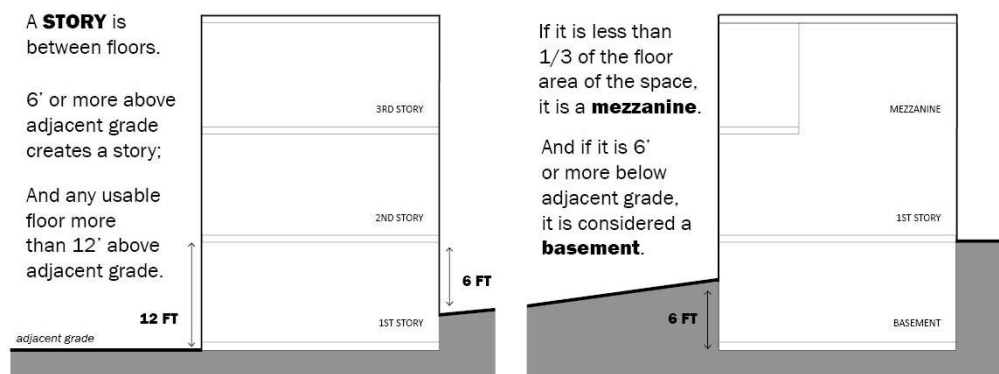 A STORY is
between floors.
6' or more above
adjacent grade
creates a story;
And any usable
floor more
than 12' above
adjacent grade.
3RD STORY
2ND STORY
6 FT
12 FT
1ST STORY
adjacent grade
If it is less than
1/3 of the floor
area of the space,
it is a mezzanine.
And if it is 6'
or more below
adjacent grade,
it is considered a
basement.
MEZZANINE
1ST STORY
6 FT
BASEMENT